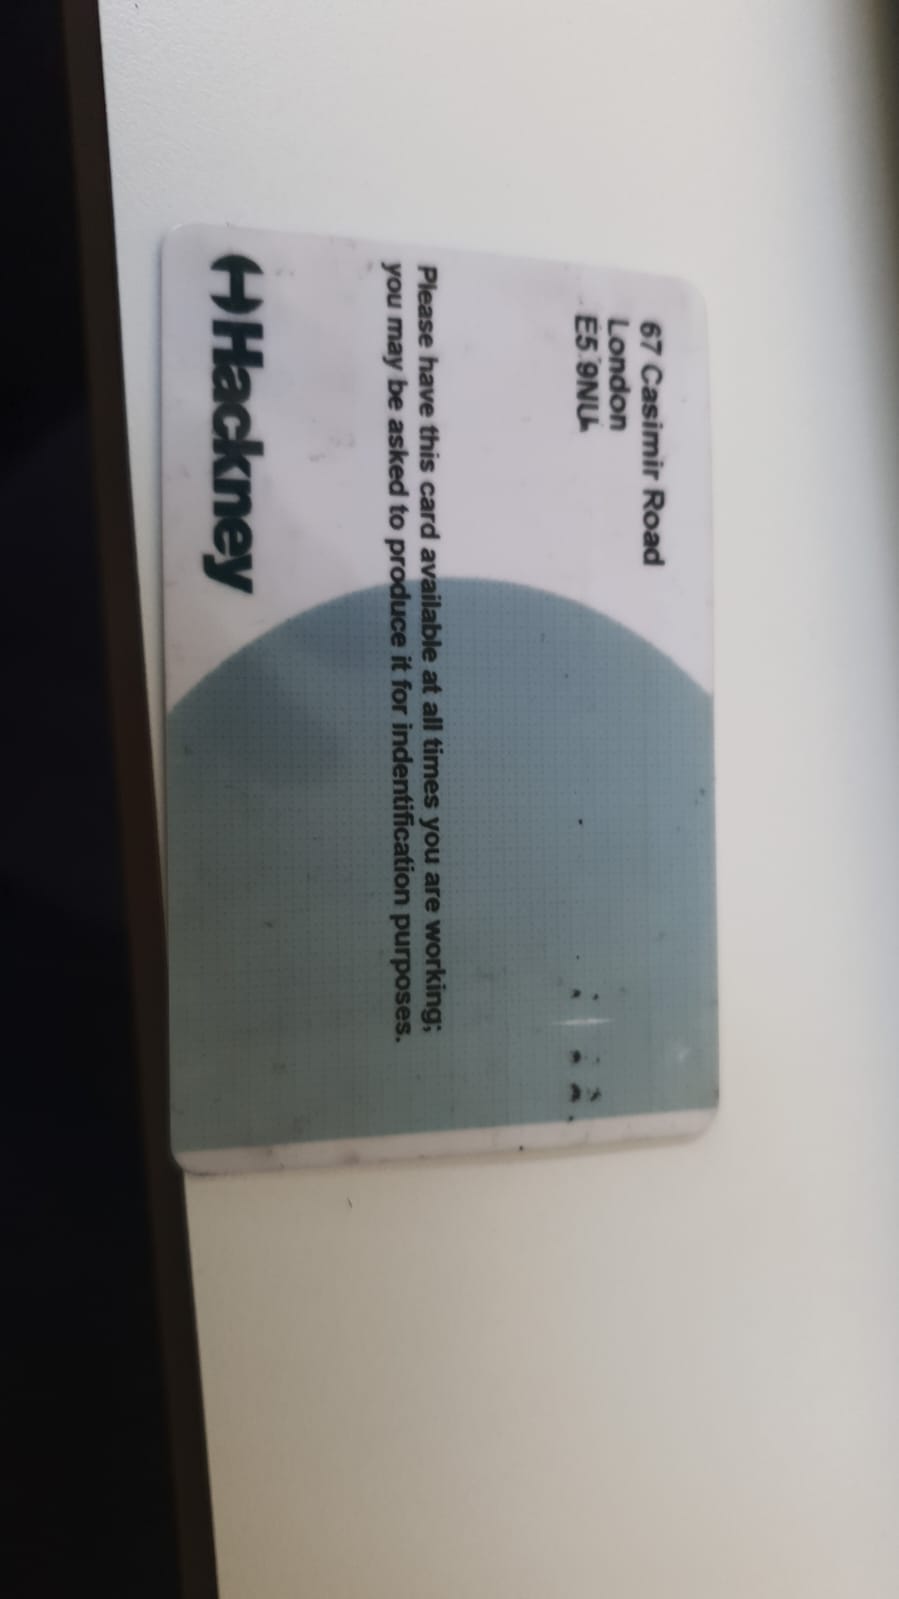 67 Casimir Road
London
E5 9NU
Please have this card available at all times you are working;
you may be asked to produce it for indentification purposes.
Hackney